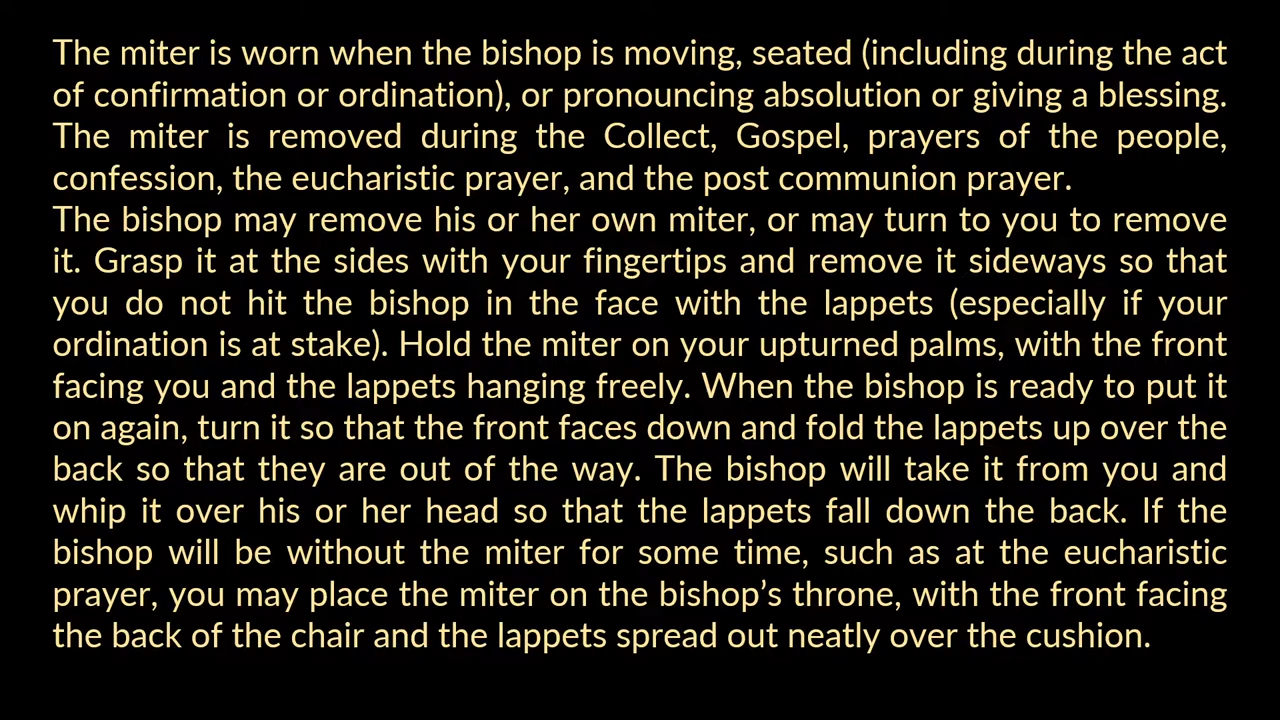 The miter is worn when the bishop is moving, seated (including during the act
of confirmation or ordination), or pronouncing absolution or giving a blessing.
The miter is removed during the Collect, Gospel, prayers of the people,
confession, the eucharistic prayer, and the post communion prayer.
The bishop may remove his or her own miter, or may turn to you to remove
it. Grasp it at the sides with your fingertips and remove it sideways so that
you do not hit the bishop in the face with the lappets (especially if your
ordination is at stake). Hold the miter on your upturned palms, with the front
facing you and the lappets hanging freely. When the bishop is ready to put it
on again, turn it so that the front faces down and fold the lappets up over the
back so that they are out of the way. The bishop will take it from you and
whip it over his or her head so that the lappets fall down the back. If the
bishop will be without the miter for some time, such as at the eucharistic
prayer, you may place the miter on the bishop’s throne, with the front facing
the back of the chair and the lappets spread out neatly over the cushion.